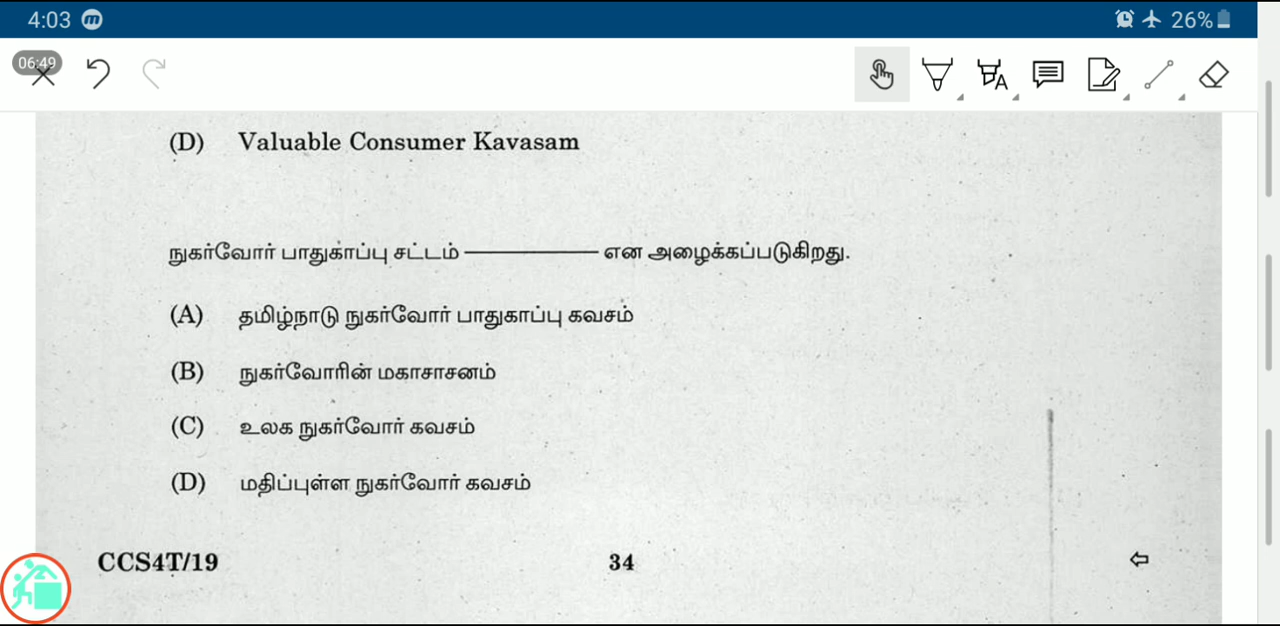 4:03 m 26%
06:49
A
(D) Valuable Consumer Kavasam
நுகர்வோர் பாதுகாப்பு சட்டம் ———— என அழைக்கப்படுகிறது.
(A) தமிழ்நாடு நுகர்வோர் பாதுகாப்பு கவசம்
(B) நுகர்வோரின் மகாசாசனம்
(C) உலக நுகர்வோர் கவசம்
(D) மதிப்புள்ள நுகர்வோர் கவசம்
CCS4T/19 34 ⇦